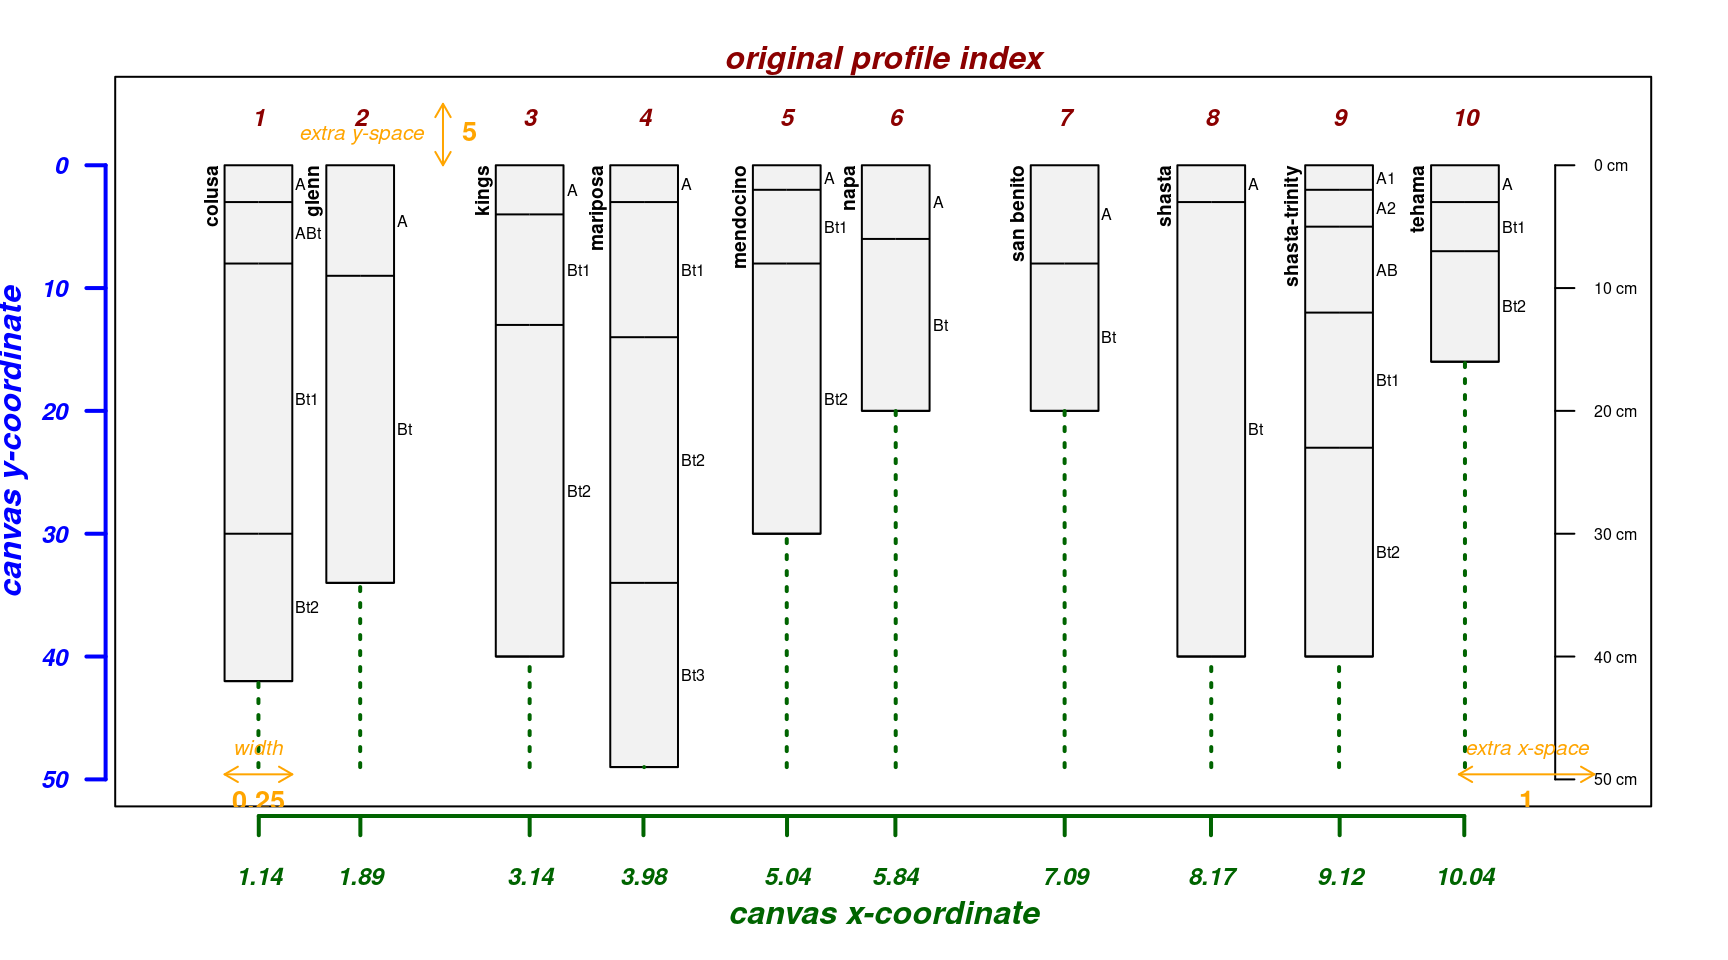 original profile index
1 2 3 4 5 6 7 8 9 10
extra y-space 5
canvas y-coordinate
0
10
20
30
40
50
colusa
A
ABt
Bt1
Bt2
glenn
A
Bt
kings
A
Bt1
Bt2
mariposa
A
Bt1
Bt2
Bt3
mendocino
A
Bt1
Bt2
napa
A
Bt
san benito
A
Bt
shasta
A
Bt
shasta-trinity
A1
A2
AB
Bt1
Bt2
tehama
A
Bt1
Bt2
0 cm
10 cm
20 cm
30 cm
40 cm
50 cm
width
0.25
extra x-space
1
1.14 1.89 3.14 3.98 5.04 5.84 7.09 8.17 9.12 10.04
canvas x-coordinate